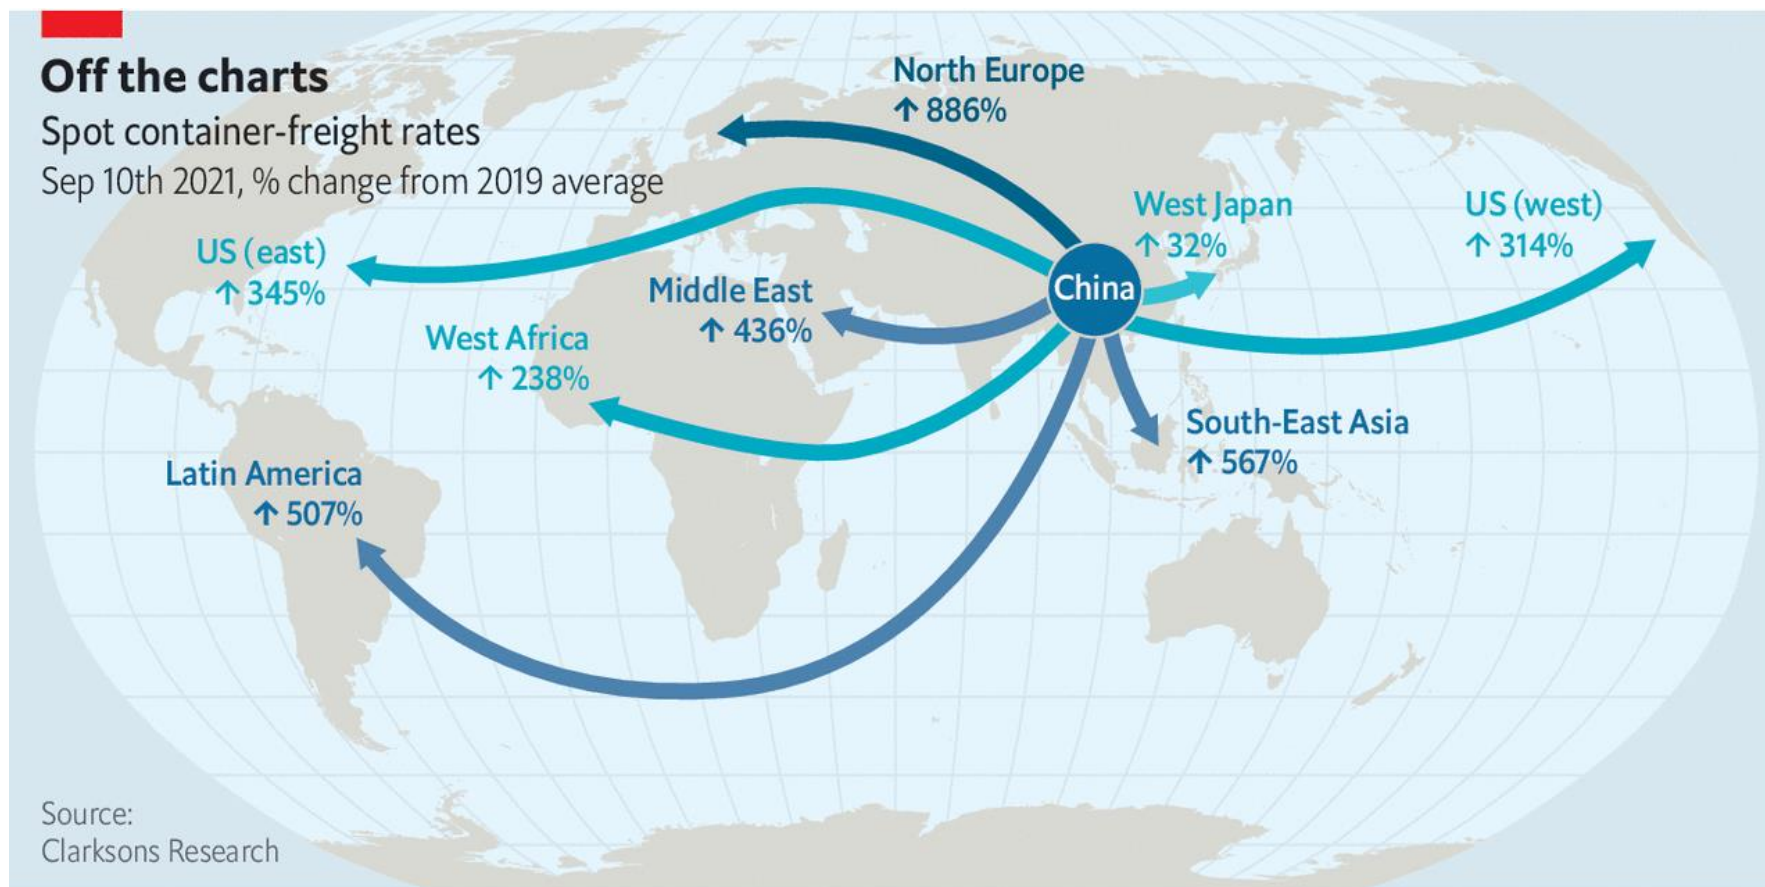 Off the charts
Spot container-freight rates
Sep 10th 2021, % change from 2019 average
North Europe
↑ 886%
West Japan
↑ 32%
US (west)
↑ 314%
US (east)
↑ 345%
Middle East
↑ 436%
China
West Africa
↑ 238%
South-East Asia
↑ 567%
Latin America
↑ 507%
Source:
Clarksons Research